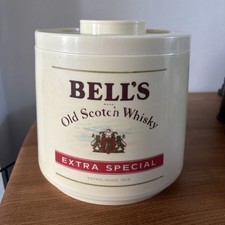 BELL'S
Old Scotch Whisky
EXTRA SPECIAL